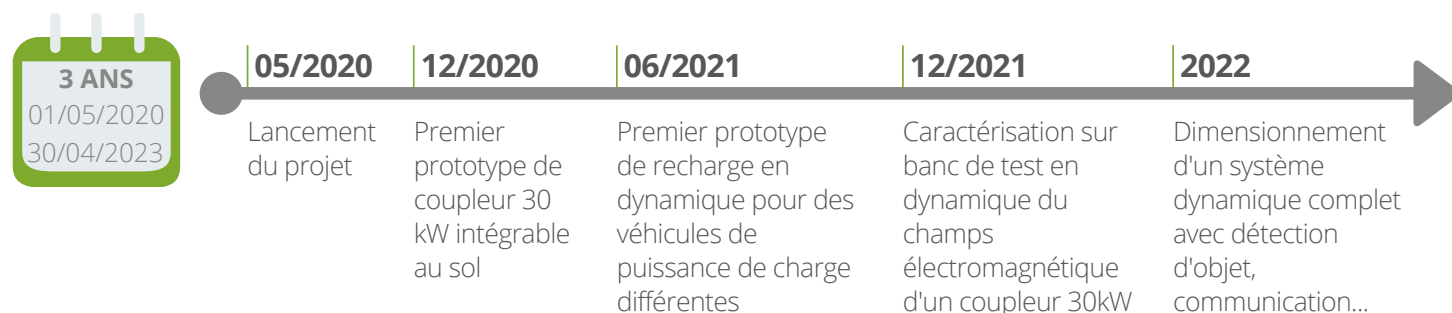 3 ANS
01/05/2020
30/04/2023
05/2020
Lancement
du projet
12/2020
Premier
prototype de
coupleur 30
kW intégrable
au sol
06/2021
Premier prototype
de recharge en
dynamique pour des
véhicules de
puissance de charge
différentes
12/2021
Caractérisation sur
banc de test en
dynamique du
champs
électromagnétique
d'un coupleur 30kW
2022
Dimensionnement
d'un système
dynamique complet
avec détection
d'objet,
communication...